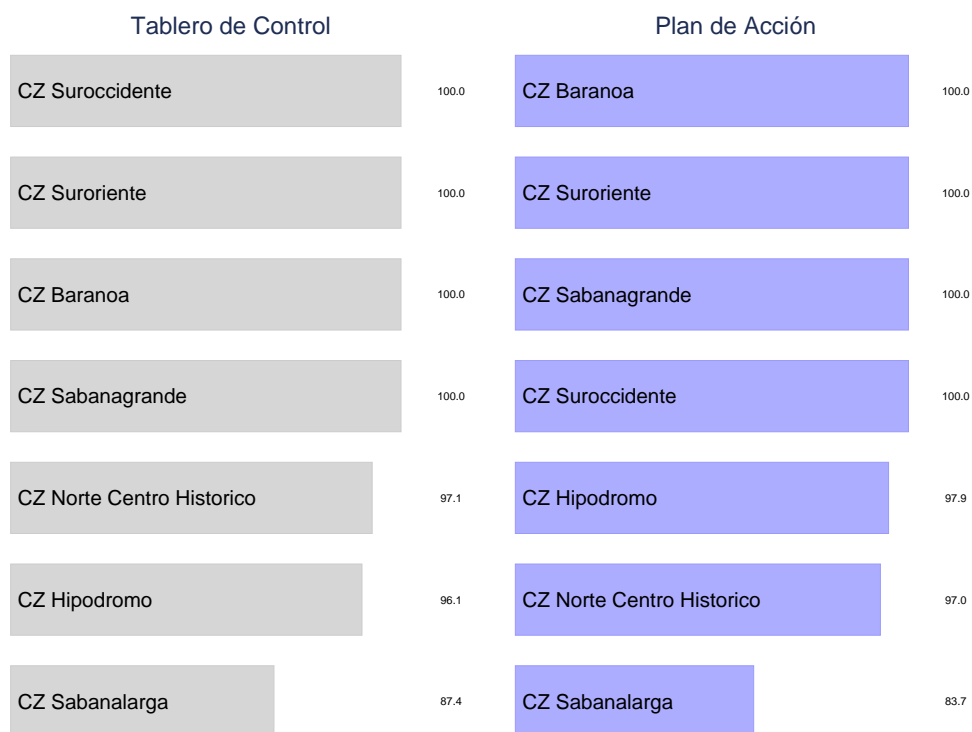 Tablero de Control
CZ Suroccidente 100.0
CZ Suroriente 100.0
CZ Baranoa 100.0
CZ Sabanagrande 100.0
CZ Norte Centro Historico 97.1
CZ Hipodromo 96.1
CZ Sabanalarga 87.4
Plan de Acción
CZ Baranoa 100.0
CZ Suroriente 100.0
CZ Sabanagrande 100.0
CZ Suroccidente 100.0
CZ Hipodromo 97.9
CZ Norte Centro Historico 97.0
CZ Sabanalarga 83.7